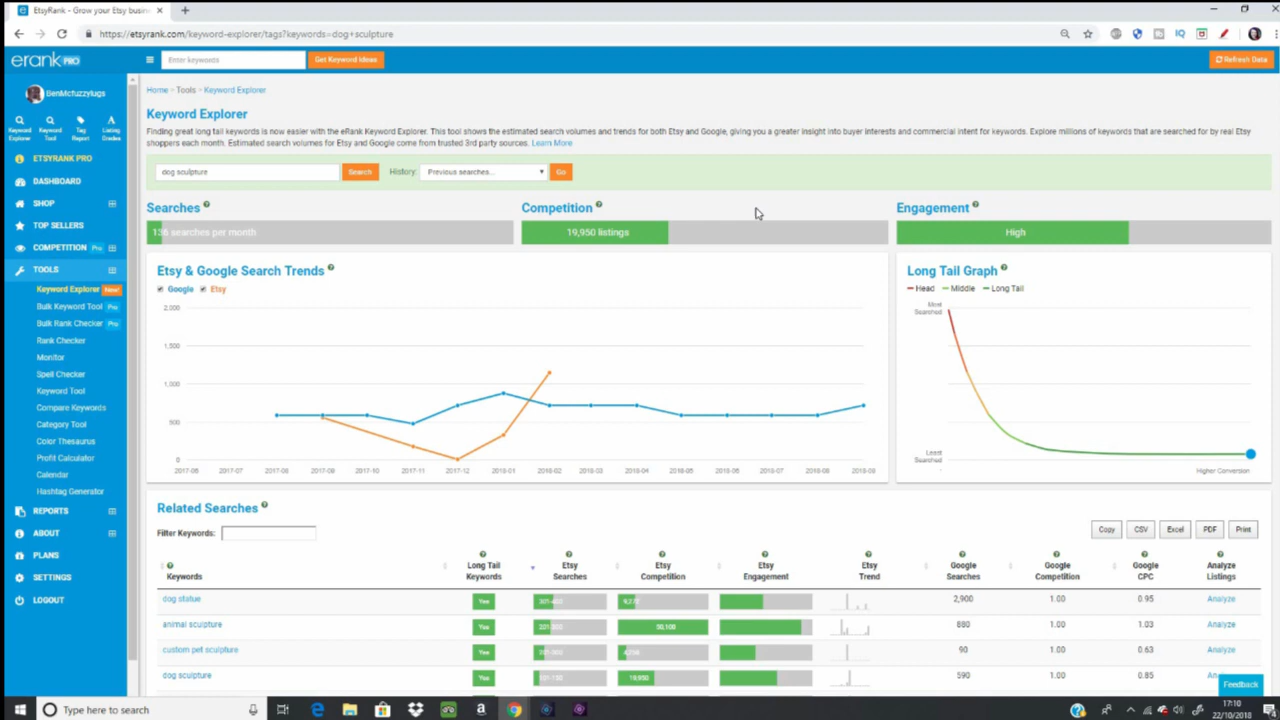 EtsyRank - Grow your Etsy busin
https://etsyrank.com/keyword-explorer/tags?keywords=dog+sculpture
erank PRO
Enter keywords
Get Keyword Ideas
Refresh Data
BenMcfuzzylugs
Keyword Explorer
Keyword Tool
Tag Report
Listing Grades
ETSYRANK PRO
DASHBOARD
SHOP
TOP SELLERS
COMPETITION Pro
TOOLS
Keyword Explorer New!
Bulk Keyword Tool Pro
Bulk Rank Checker Pro
Rank Checker
Monitor
Spell Checker
Keyword Tool
Compare Keywords
Category Tool
Color Thesaurus
Profit Calculator
Calendar
Hashtag Generator
REPORTS
ABOUT
PLANS
SETTINGS
LOGOUT
Home - Tools - Keyword Explorer
Keyword Explorer
Finding great long tail keywords is now easier with the eRank Keyword Explorer. This tool shows the estimated search volumes and trends for both Etsy and Google, giving you a greater insight into buyer interests and commercial intent for keywords. Explore millions of keywords that are searched for by real Etsy
shoppers each month. Estimated search volumes for Etsy and Google come from trusted 3rd party sources. Learn More
dog sculpture
Search
History:
Previous searches...
Go
Searches
136 searches per month
Competition
19,950 listings
Engagement
High
Etsy & Google Search Trends
Google Etsy
2,000
1,500
1,000
500
0
2017-06 2017-07 2017-08 2017-09 2017-10 2017-11 2017-12 2018-01 2018-02 2018-03 2018-04 2018-05 2018-06 2018-07 2018-08 2018-09
Long Tail Graph
Head Middle Long Tail
Most Searched
Least Searched
Higher Conversion
Related Searches
Filter Keywords:
Copy CSV Excel PDF Print
Keywords
Long Tail Keywords
Etsy Searches
Etsy Competition
Etsy Engagement
Etsy Trend
Google Searches
Google Competition
Google CPC
Analyze Listings
dog statue Yes 2,900 1.00 0.95 Analyze
animal sculpture Yes 50,100 880 1.00 1.03 Analyze
custom pet sculpture Yes 90 1.00 0.63 Analyze
dog sculpture Yes 19,950 590 1.00 0.85 Analyze
Feedback
Type here to search
17:10
22/10/2018